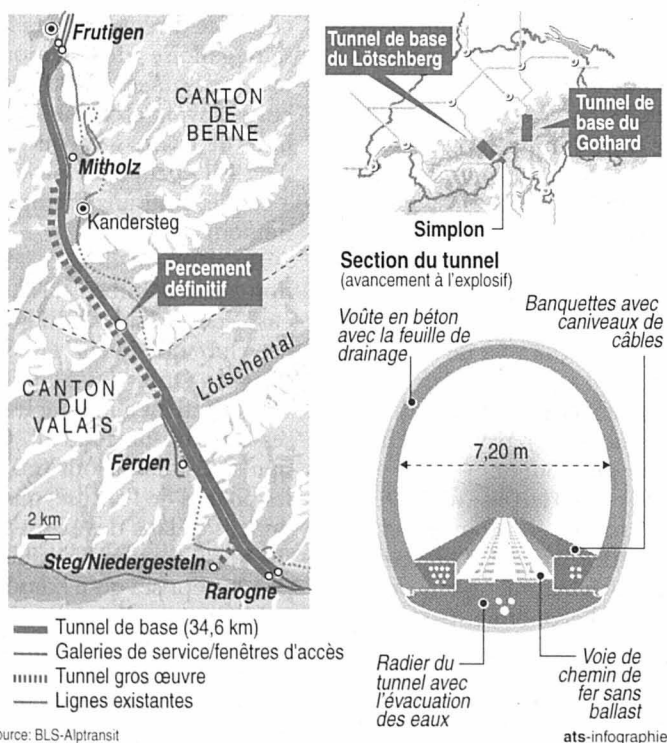 Frutigen
CANTON
DE
BERNE
Mitholz
Kandersteg
Percement
définitif
Lötschental
CANTON
DU
VALAIS
Ferden
2 km
Steg/Niedergesteln
Rarogne
Tunnel de base (34,6 km)
Galeries de service/fenêtres d'accès
Tunnel gros œuvre
Lignes existantes
ource: BLS-Alptransit
Tunnel de base
du Lötschberg
Tunnel de
base du
Gothard
Simplon
Section du tunnel
(avancement à l'explosif)
Voûte en béton
avec la feuille de
drainage
Banquettes avec
caniveaux de
câbles
7,20 m
Radier du
tunnel avec
l'évacuation
des eaux
Voie de
chemin de
fer sans
ballast
ats-infographie